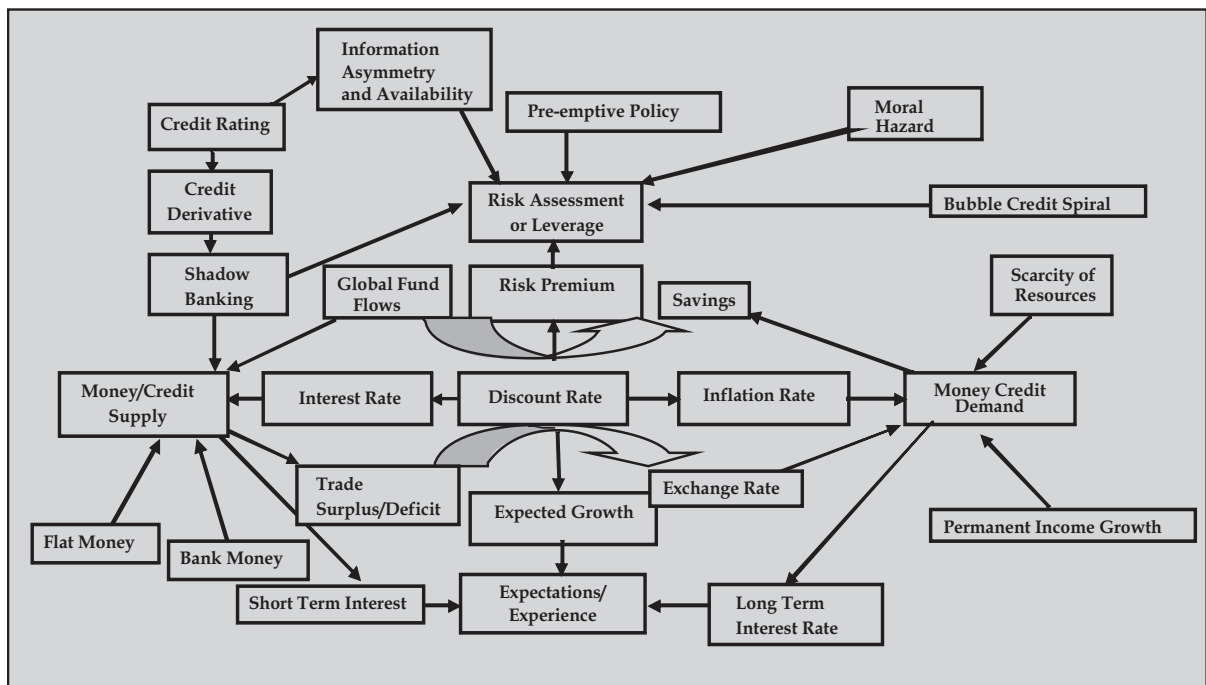 Information
Asymmetry
and Availability
Pre-emptive Policy
Moral
Hazard
Credit Rating
Credit
Derivative
Risk Assessment
or Leverage
Bubble Credit Spiral
Shadow
Banking
Global Fund
Flows
Risk Premium
Savings
Scarcity of
Resources
Money/Credit
Supply
Interest Rate
Discount Rate
Inflation Rate
Money Credit
Demand
Trade
Surplus/Deficit
Expected Growth
Exchange Rate
Permanent Income Growth
Flat Money
Bank Money
Short Term Interest
Expectations/
Experience
Long Term
Interest Rate